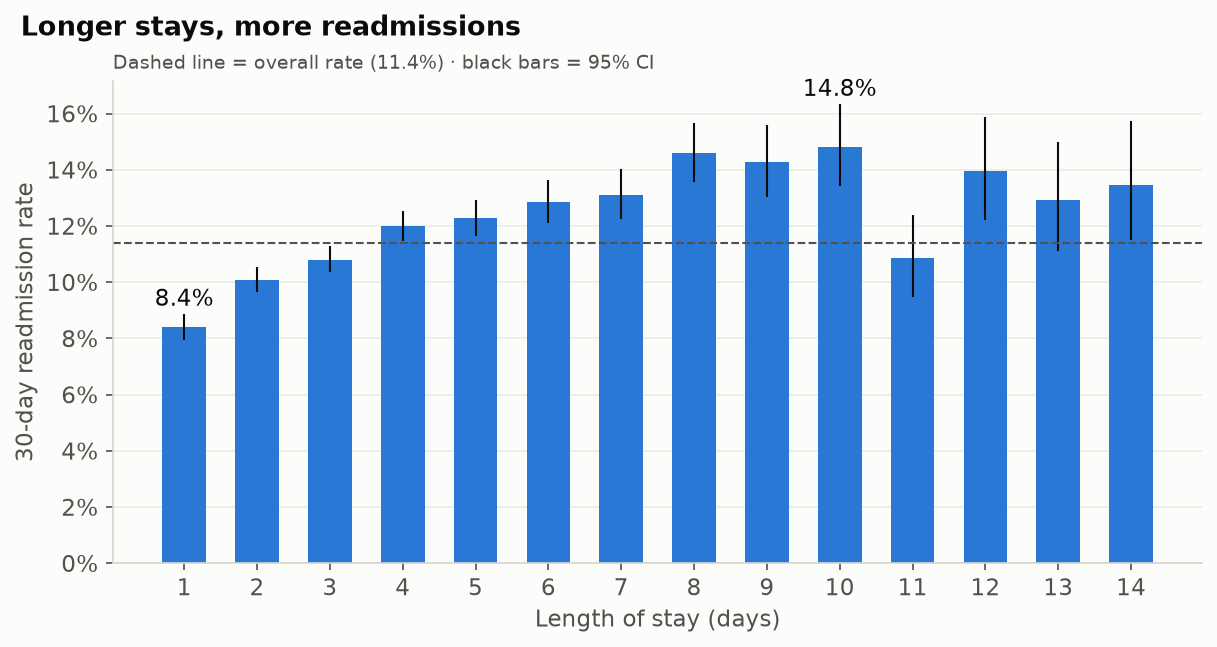 Longer stays, more readmissions
Dashed line = overall rate (11.4%) · black bars = 95% CI
30-day readmission rate
16%
14%
12%
10%
8%
6%
4%
2%
0%
8.4%
14.8%
1 2 3 4 5 6 7 8 9 10 11 12 13 14
Length of stay (days)